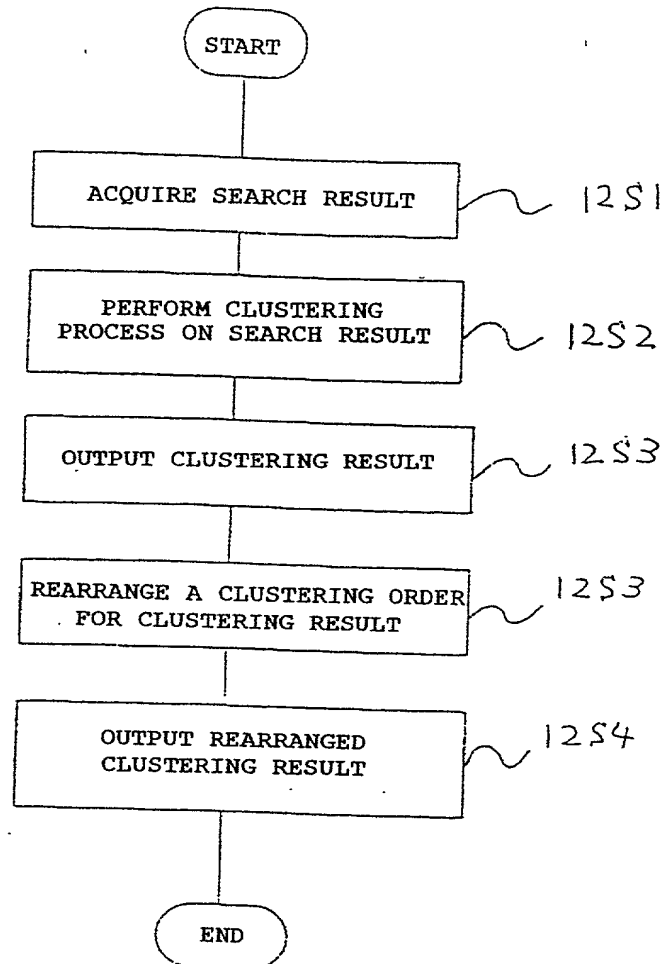 START
ACQUIRE SEARCH RESULT
12S1
PERFORM CLUSTERING
PROCESS ON SEARCH RESULT
12S2
OUTPUT CLUSTERING RESULT
12S3
REARRANGE A CLUSTERING ORDER
FOR CLUSTERING RESULT
12S3
OUTPUT REARRANGED
CLUSTERING RESULT
12S4
END